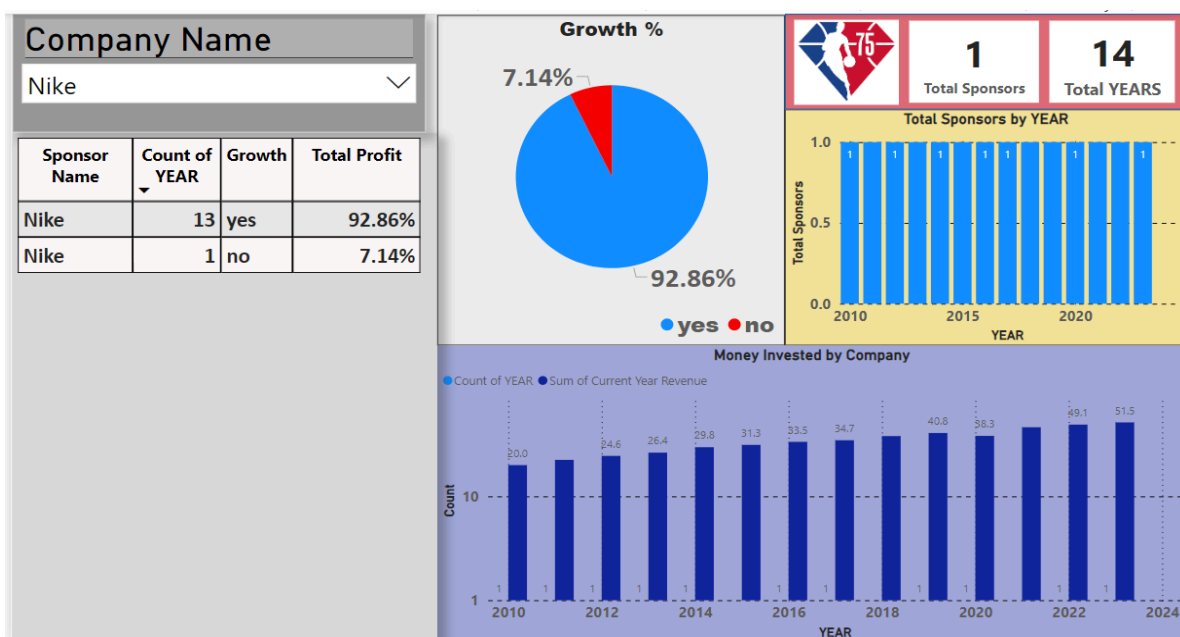 Company Name
Nike
Sponsor Name Count of YEAR Growth Total Profit
Nike 13 yes 92.86%
Nike 1 no 7.14%
Growth %
7.14%
92.86%
yes no
75
1
Total Sponsors
14
Total YEARS
Total Sponsors by YEAR
Total Sponsors
1.0
0.5
0.0
1 1 1 1 1 1 1
2010 2015 2020
YEAR
Money Invested by Company
Count of YEAR Sum of Current Year Revenue
Count
20.0 24.6 26.4 29.8 31.3 33.5 34.7 40.8 38.3 49.1 51.5
10
1
1 1 1 1 1 1 1 1 1 1 1
2010 2012 2014 2016 2018 2020 2022 2024
YEAR